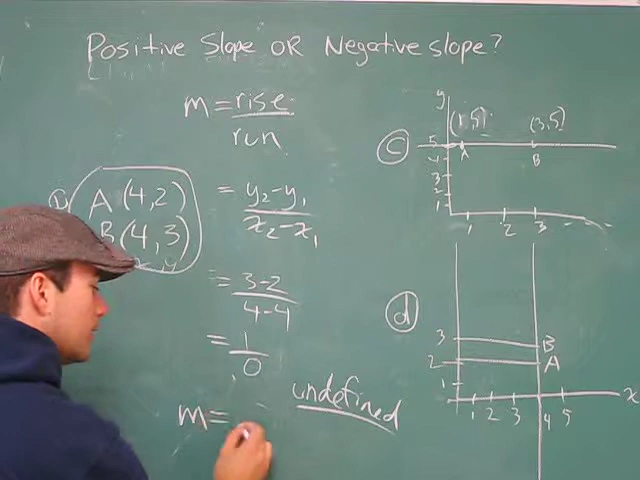 Positive Slope OR Negative slope?
m = rise
run
= y2 - y1
x2 - x1
= 3 - 2
4 - 4
= 1
0
m =
undefined
A (4,2)
B (4,3)
x y
c
y
(1,5) (3,5)
5
A B
4
3
2
1
1 2 3
d
3 B
2 A
1
1 2 3 4 5 x